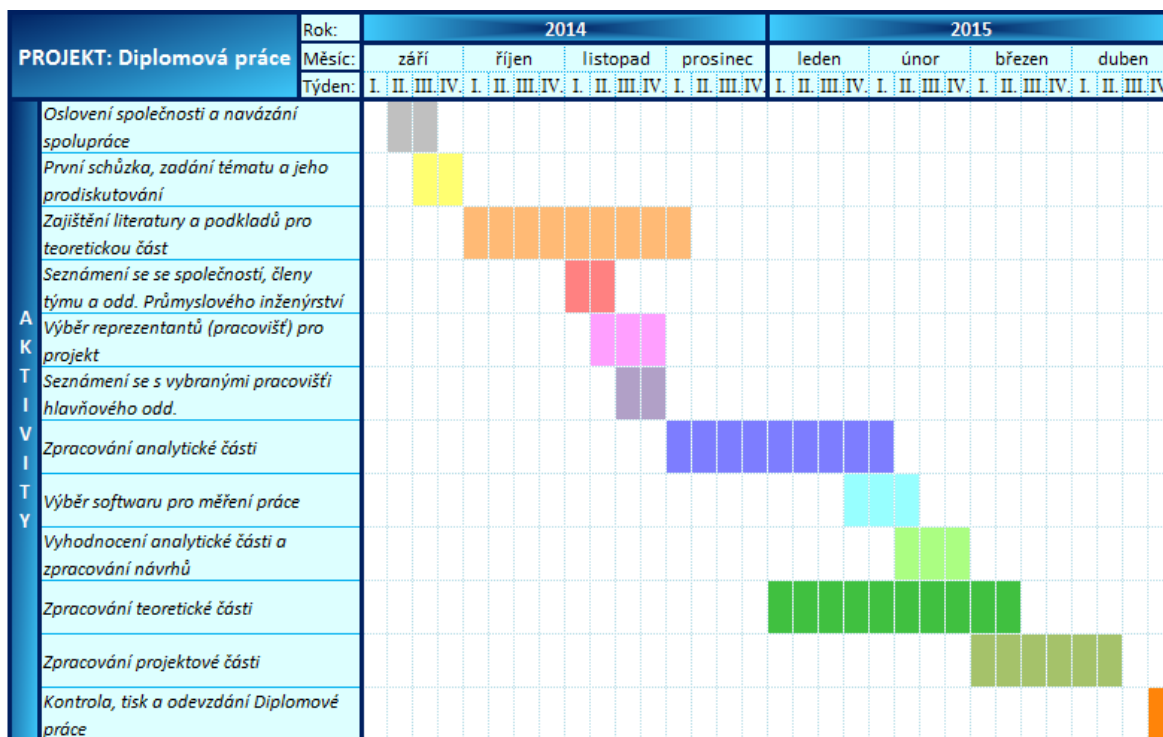 PROJEKT: Diplomová práce
Rok: 2014 2015
Měsíc: září říjen listopad prosinec leden únor březen duben
Týden: I. II. III. IV. I. II. III. IV. I. II. III. IV. I. II. III. IV. I. II. III. IV. I. II. III. IV. I. II. III. IV. I. II. III. IV
AKTIVITY
Oslovení společnosti a navázání
spolupráce
První schůzka, zadání tématu a jeho
prodiskutování
Zajištění literatury a podkladů pro
teoretickou část
Seznámení se se společností, členy
týmu a odd. Průmyslového inženýrství
Výběr reprezentantů (pracovišť) pro
projekt
Seznámení se s vybranými pracovišťi
hlavňového odd.
Zpracování analytické části
Výběr softwaru pro měření práce
Vyhodnocení analytické části a
zpracování návrhů
Zpracování teoretické části
Zpracování projektové části
Kontrola, tisk a odevzdání Diplomové
práce